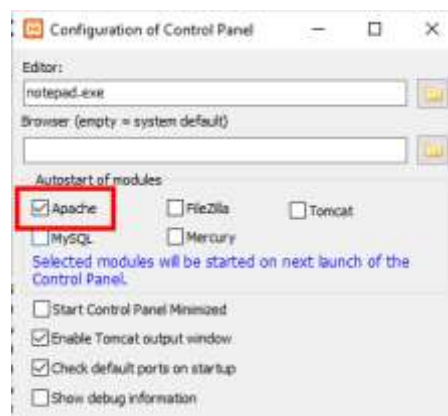 Configuration of Control Panel
Editor:
notepad.exe
Browser (empty = system default)
Autostart of modules
Apache FileZilla Tomcat
MySQL Mercury
Selected modules will be started on next launch of the
Control Panel.
Start Control Panel Minimized
Enable Tomcat output window
Check default ports on startup
Show debug information